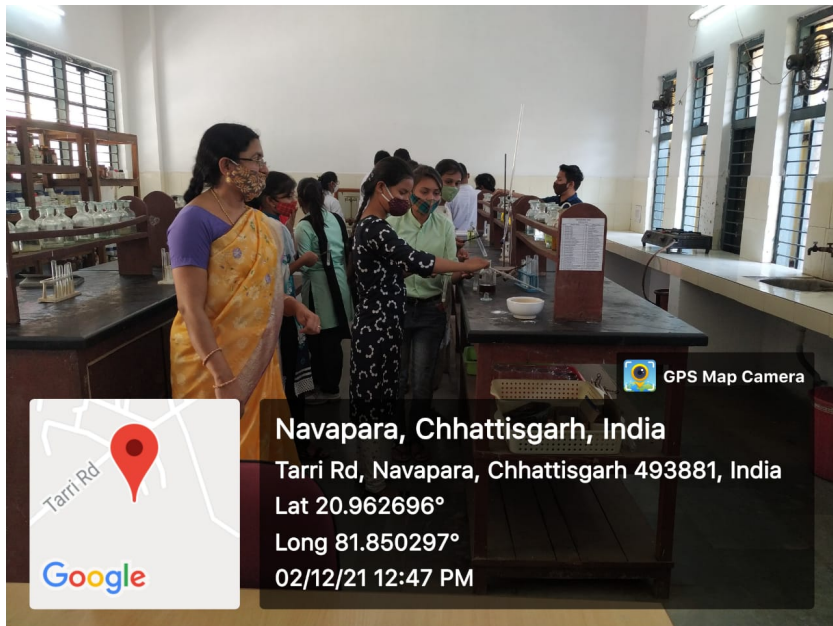 GPS Map Camera
Navapara, Chhattisgarh, India
Tarri Rd, Navapara, Chhattisgarh 493881, India
Lat 20.962696°
Long 81.850297°
02/12/21 12:47 PM
Tarri Rd
Google